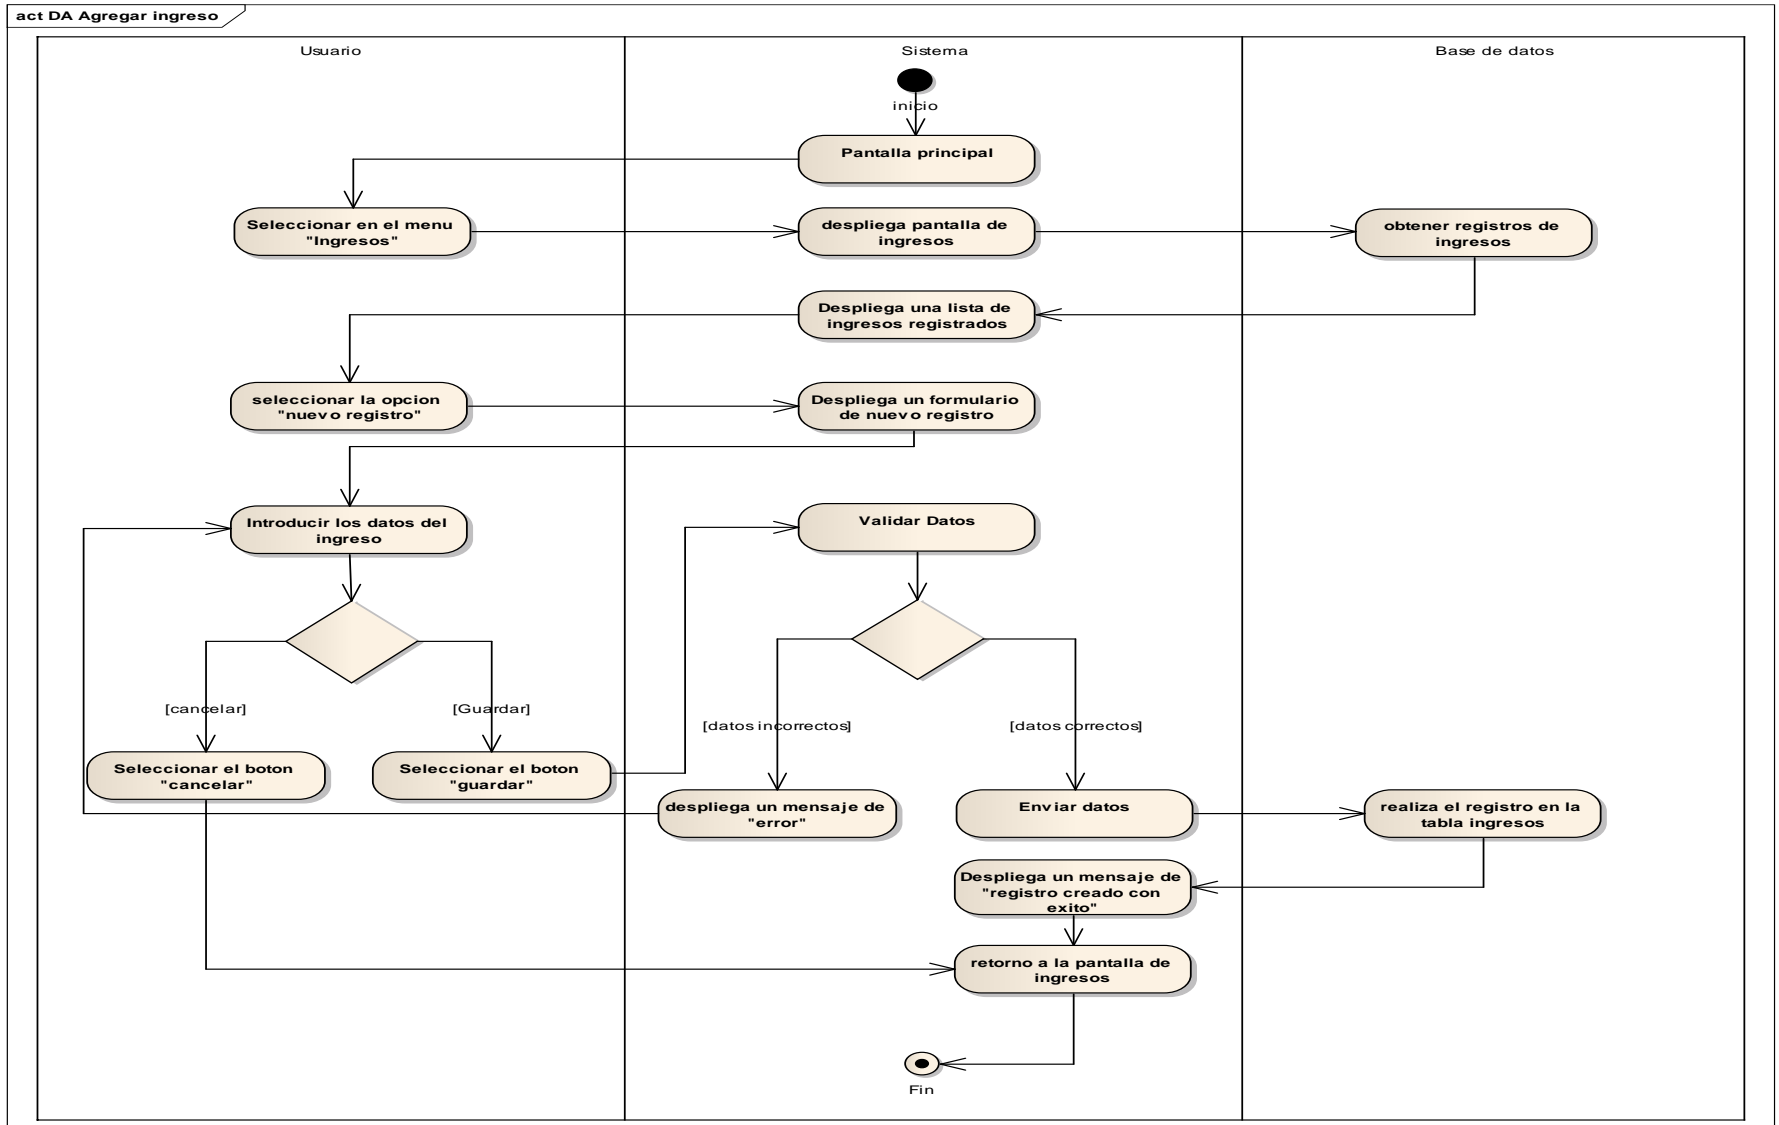 act DA Agregar ingreso
Usuario
Sistema
Base de datos
inicio
Pantalla principal
Seleccionar en el menu
"Ingresos"
despliega pantalla de
ingresos
obtener registros de
ingresos
Despliega una lista de
ingresos registrados
seleccionar la opcion
"nuevo registro"
Despliega un formulario
de nuevo registro
Introducir los datos del
ingreso
Validar Datos
[cancelar]
[Guardar]
[datos incorrectos]
[datos correctos]
Seleccionar el boton
"cancelar"
Seleccionar el boton
"guardar"
despliega un mensaje de
"error"
Enviar datos
realiza el registro en la
tabla ingresos
Despliega un mensaje de
"registro creado con
exito"
retorno a la pantalla de
ingresos
Fin